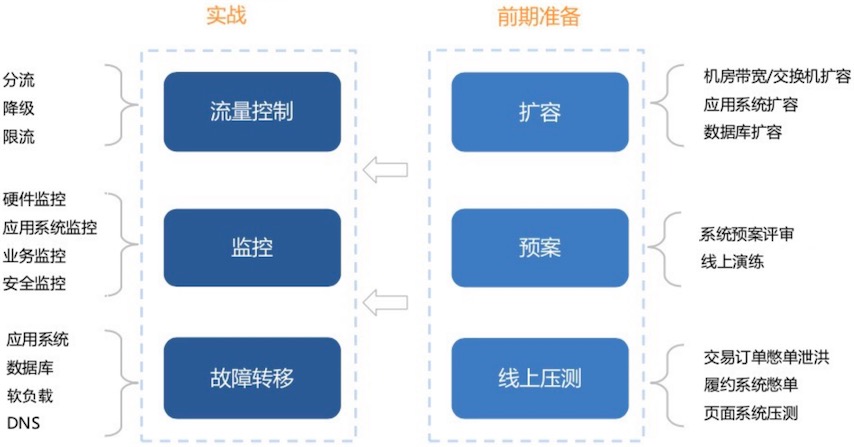 实战
前期准备
分流
降级
限流
流量控制
扩容
机房带宽/交换机扩容
应用系统扩容
数据库扩容
硬件监控
应用系统监控
业务监控
安全监控
监控
预案
系统预案评审
线上演练
应用系统
数据库
软负载
DNS
故障转移
线上压测
交易订单憋单泄洪
履约系统憋单
页面系统压测